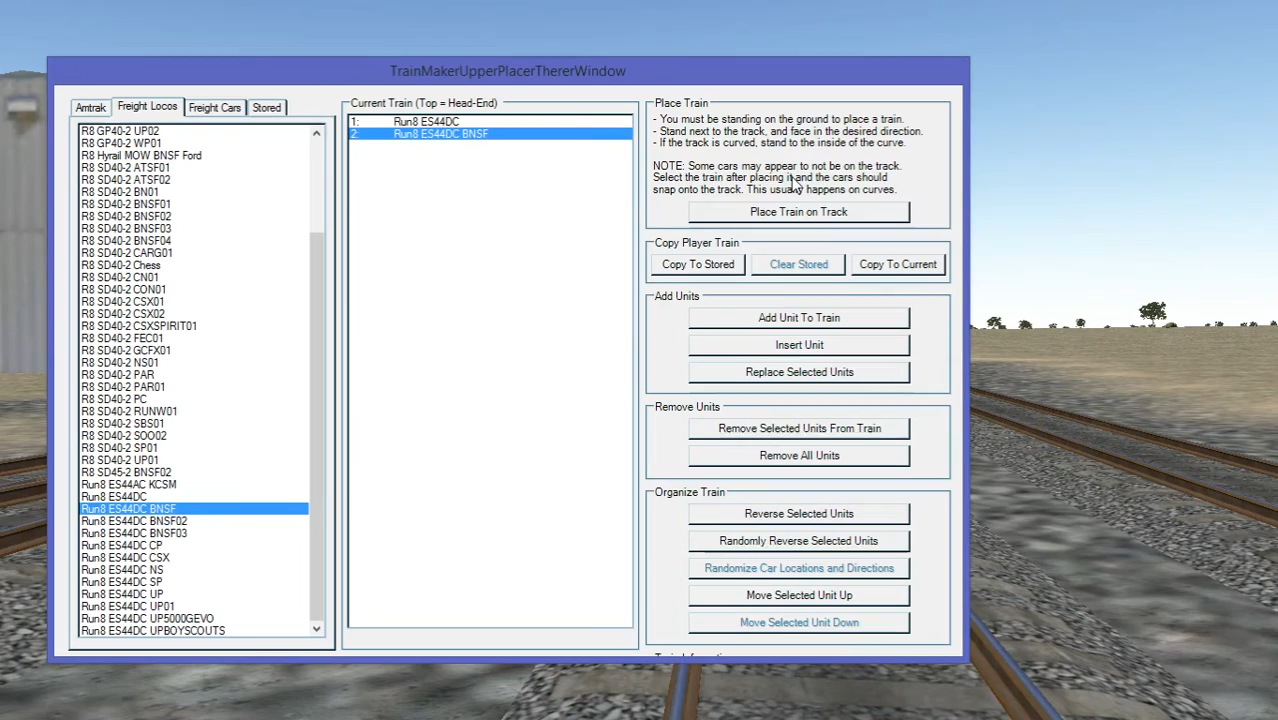 TrainMakerUpperPlacerThererWindow
Amtrak
Freight Locos
Freight Cars
Stored
R8 GP40-2 UP02
R8 GP40-2 WP01
R8 Hyrail MOW BNSF Ford
R8 SD40-2 ATSF01
R8 SD40-2 ATSF02
R8 SD40-2 BN01
R8 SD40-2 BNSF01
R8 SD40-2 BNSF02
R8 SD40-2 BNSF03
R8 SD40-2 BNSF04
R8 SD40-2 CARG01
R8 SD40-2 Chess
R8 SD40-2 CN01
R8 SD40-2 CON01
R8 SD40-2 CSX01
R8 SD40-2 CSX02
R8 SD40-2 CSXSPIRIT01
R8 SD40-2 FEC01
R8 SD40-2 GCFX01
R8 SD40-2 NS01
R8 SD40-2 PAR
R8 SD40-2 PAR01
R8 SD40-2 PC
R8 SD40-2 RUNW01
R8 SD40-2 SBS01
R8 SD40-2 SOO02
R8 SD40-2 SP01
R8 SD40-2 UP01
R8 SD45-2 BNSF02
Run8 ES44AC KCSM
Run8 ES44DC
Run8 ES44DC BNSF
Run8 ES44DC BNSF02
Run8 ES44DC BNSF03
Run8 ES44DC CP
Run8 ES44DC CSX
Run8 ES44DC NS
Run8 ES44DC SP
Run8 ES44DC UP
Run8 ES44DC UP01
Run8 ES44DC UP5000GEVO
Run8 ES44DC UPBOYSCOUTS
Current Train (Top = Head-End)
1: Run8 ES44DC
2: Run8 ES44DC BNSF
Place Train
- You must be standing on the ground to place a train.
- Stand next to the track, and face in the desired direction.
- If the track is curved, stand to the inside of the curve.
NOTE: Some cars may appear to not be on the track.
Select the train after placing it and the cars should
snap onto the track. This usually happens on curves.
Place Train on Track
Copy Player Train
Copy To Stored
Clear Stored
Copy To Current
Add Units
Add Unit To Train
Insert Unit
Replace Selected Units
Remove Units
Remove Selected Units From Train
Remove All Units
Organize Train
Reverse Selected Units
Randomly Reverse Selected Units
Randomize Car Locations and Directions
Move Selected Unit Up
Move Selected Unit Down